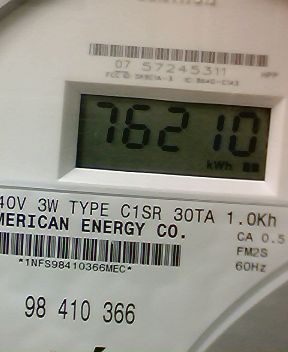 07 57245311
HPP
76210
kWh
40V 3W TYPE C1SR 30TA 1.0Kh
MERICAN ENERGY CO.
CA 0.5
FM2S
60Hz
*1NFS98410366MEC*
98 410 366